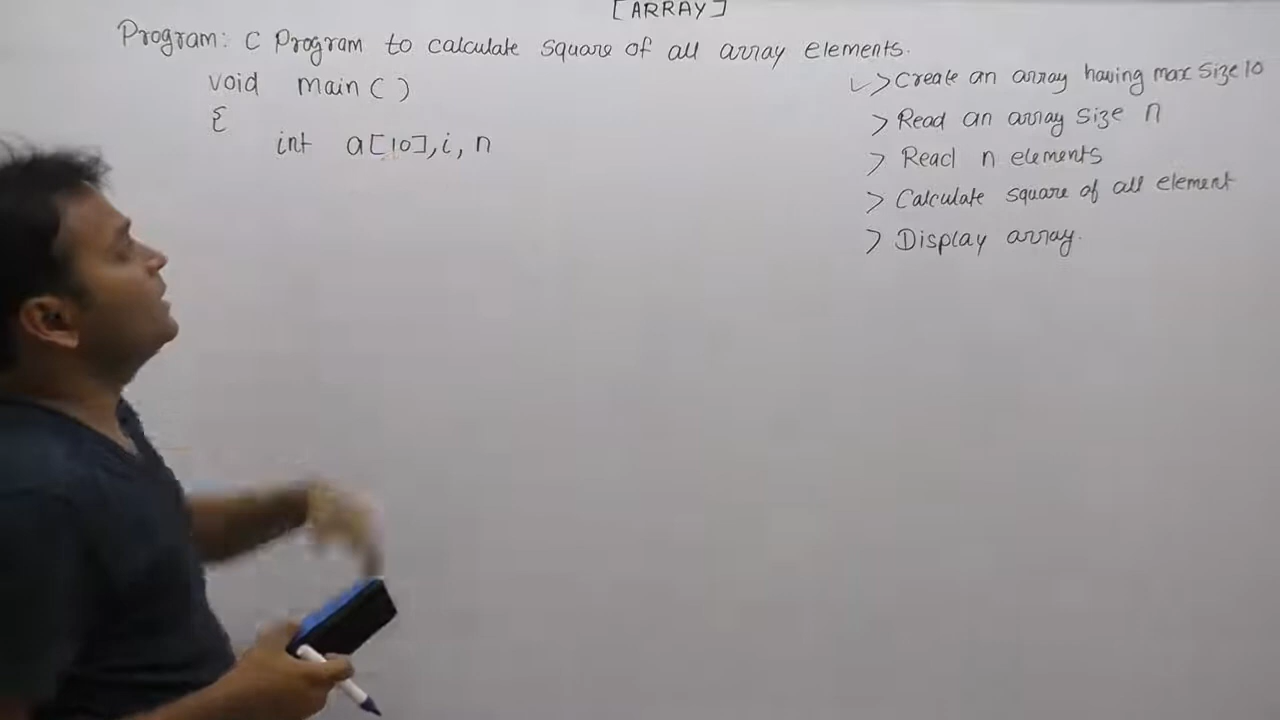 [ARRAY]
Program: C Program to calculate square of all array elements.
void main()
{
int a[10], i, n
> Create an array having max size 10
> Read an array size n
> Read n elements
> Calculate square of all element
> Display array.